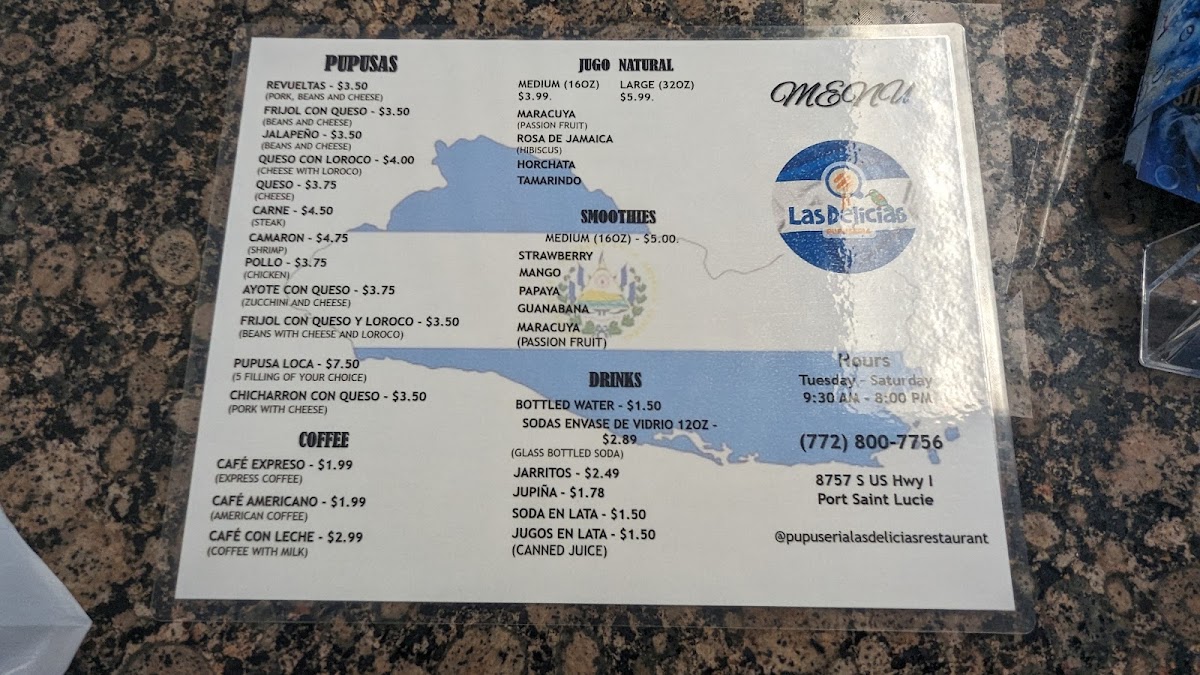 PUPUSAS
REVUELTAS - $3.50
(PORK, BEANS AND CHEESE)
FRIJOL CON QUESO - $3.50
(BEANS AND CHEESE)
JALAPEÑO - $3.50
(BEANS AND CHEESE)
QUESO CON LOROCO - $4.00
(CHEESE WITH LOROCO)
QUESO - $3.75
(CHEESE)
CARNE - $4.50
(STEAK)
CAMARON - $4.75
(SHRIMP)
POLLO - $3.75
(CHICKEN)
AYOTE CON QUESO - $3.75
(ZUCCHINI AND CHEESE)
FRIJOL CON QUESO Y LOROCO - $3.50
(BEANS WITH CHEESE AND LOROCO)
PUPUSA LOCA - $7.50
(5 FILLING OF YOUR CHOICE)
CHICHARRON CON QUESO - $3.50
(PORK WITH CHEESE)
COFFEE
CAFÉ EXPRESO - $1.99
(EXPRESS COFFEE)
CAFÉ AMERICANO - $1.99
(AMERICAN COFFEE)
CAFÉ CON LECHE - $2.99
(COFFEE WITH MILK)
JUGO NATURAL
MEDIUM (16OZ) LARGE (32OZ)
$3.99. $5.99.
MARACUYA
(PASSION FRUIT)
ROSA DE JAMAICA
(HIBISCUS)
HORCHATA
TAMARINDO
SMOOTHIES
MEDIUM (16OZ) - $5.00.
STRAWBERRY
MANGO
PAPAYA
GUANABANA
MARACUYA
(PASSION FRUIT)
DRINKS
BOTTLED WATER - $1.50
SODAS ENVASE DE VIDRIO 12OZ -
$2.89
(GLASS BOTTLED SODA)
JARRITOS - $2.49
JUPIÑA - $1.78
SODA EN LATA - $1.50
JUGOS EN LATA - $1.50
(CANNED JUICE)
MENU
Las Delicias
PUPUSERIA
Hours
Tuesday - Saturday
9:30 AM - 8:00 PM
(772) 800-7756
8757 S US Hwy I
Port Saint Lucie
@pupuserialasdeliciasrestaurant